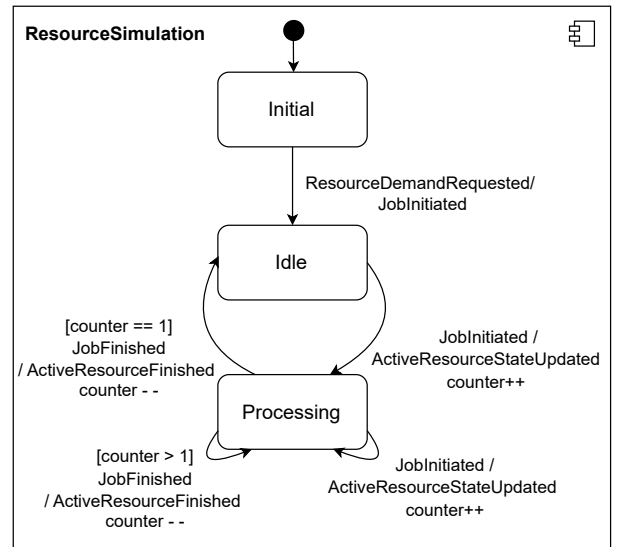 ResourceSimulation
Initial
ResourceDemandRequested/
JobInitiated
Idle
[counter == 1]
JobFinished
/ ActiveResourceFinished
counter - -
JobInitiated /
ActiveResourceStateUpdated
counter++
Processing
[counter > 1]
JobFinished
/ ActiveResourceFinished
counter - -
JobInitiated /
ActiveResourceStateUpdated
counter++